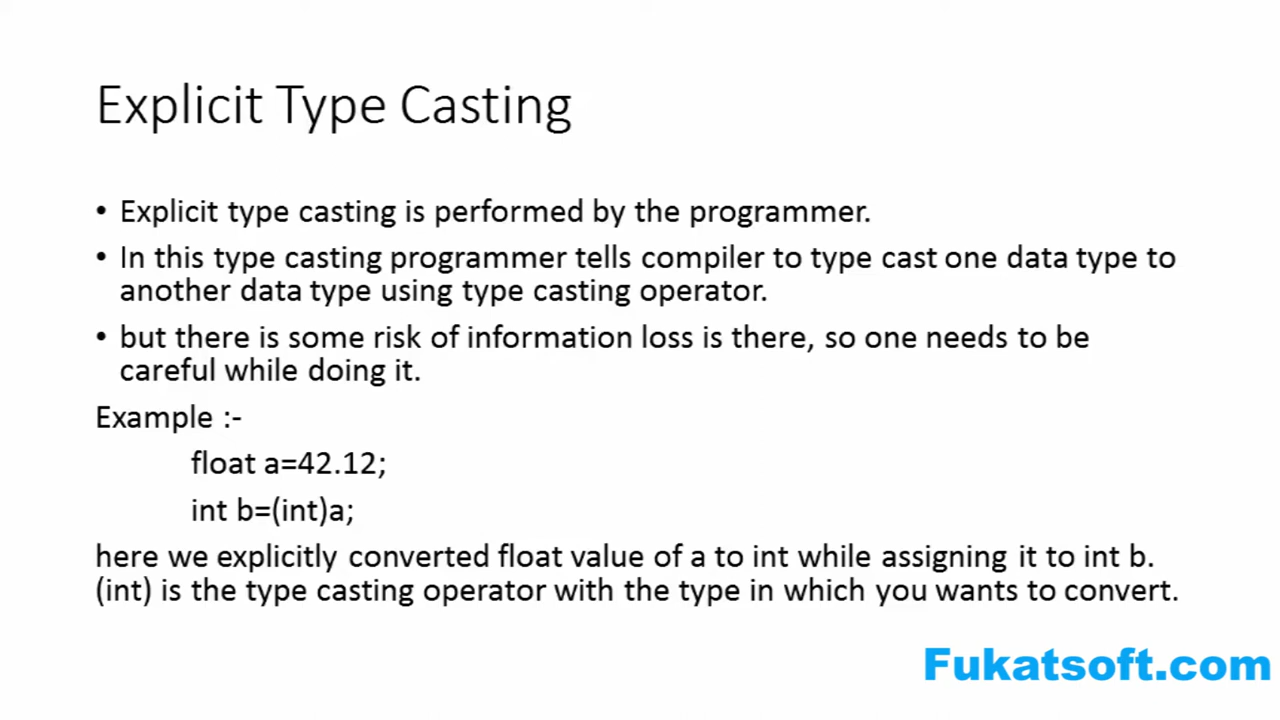 Explicit Type Casting
• Explicit type casting is performed by the programmer.
• In this type casting programmer tells compiler to type cast one data type to
another data type using type casting operator.
• but there is some risk of information loss is there, so one needs to be
careful while doing it.
Example :-
float a=42.12;
int b=(int)a;
here we explicitly converted float value of a to int while assigning it to int b.
(int) is the type casting operator with the type in which you wants to convert.
Fukatsoft.com